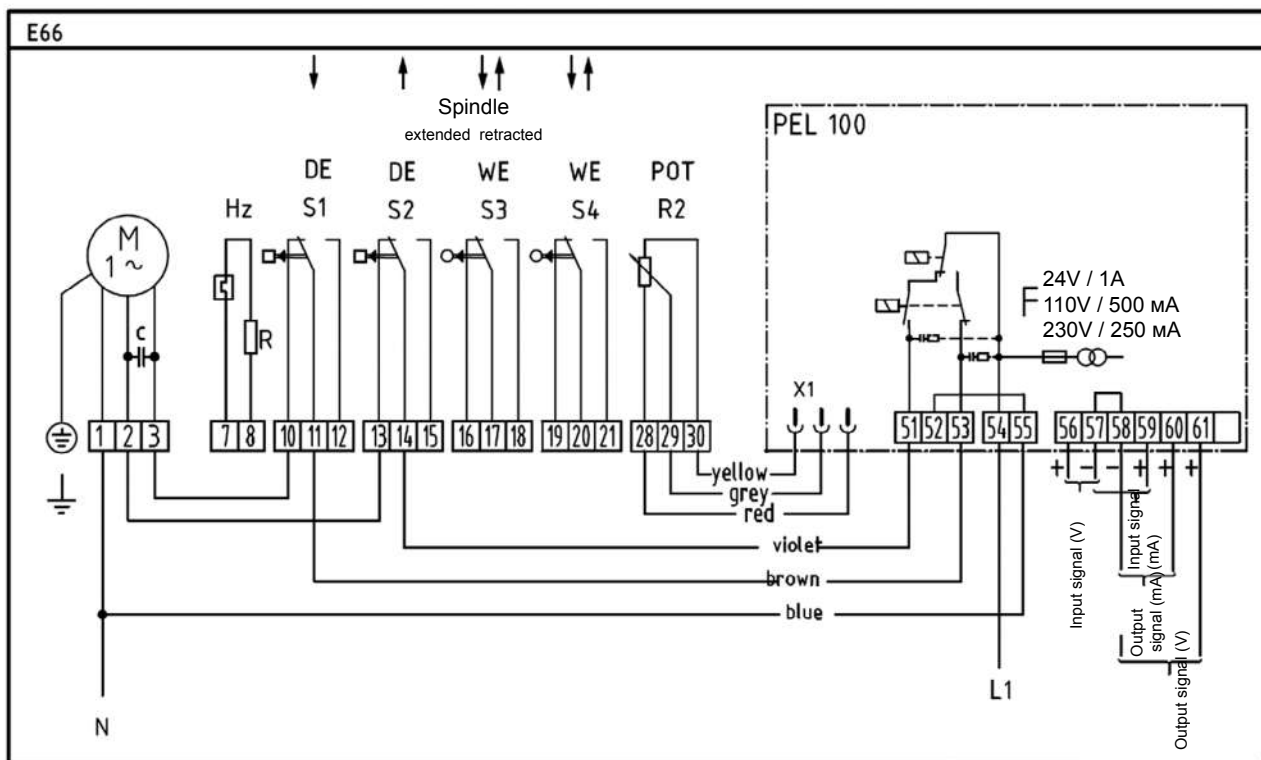 E66
Spindle
extended retracted
PEL 100
DE DE WE WE POT
Hz S1 S2 S3 S4 R2
M
1 ~
24V / 1A
F 110V / 500 мA
230V / 250 мA
C
R
X1
1 2 3 7 8 10 11 12 13 14 15 16 17 18 19 20 21 28 29 30 51 52 53 54 55 56 57 58 59 60 61
+ − − + + +
yellow
grey
red
violet
brown
blue
Input signal (V)
Input signal
(mA)
Output
signal (mA)
Output signal (V)
L1
N